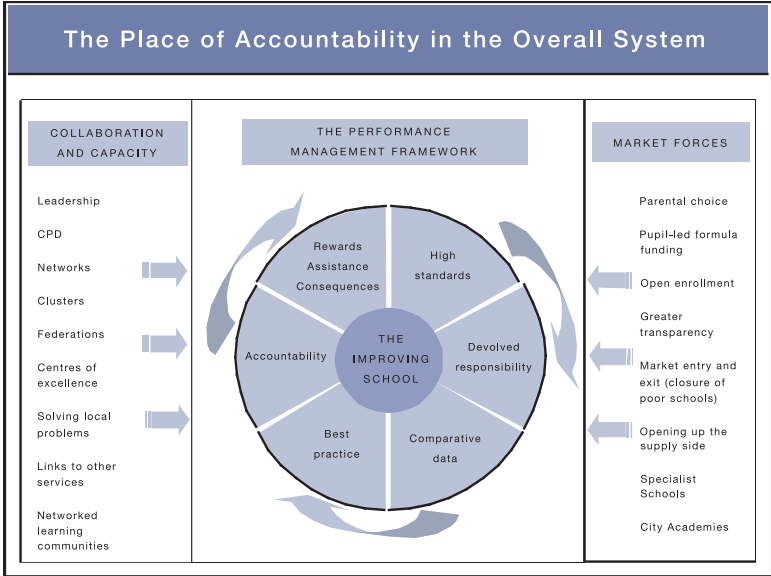 The Place of Accountability in the Overall System
COLLABORATION
AND CAPACITY
Leadership
CPD
Networks
Clusters
Federations
Centres of
excellence
Solving local
problems
Links to other
services
Networked
learning
communities
THE PERFORMANCE
MANAGEMENT FRAMEWORK
Rewards
Assistance
Consequences
High
standards
Accountability
THE
IMPROVING
SCHOOL
Devolved
responsibility
Best
practice
Comparative
data
MARKET FORCES
Parental choice
Pupil-led formula
funding
Open enrollment
Greater
transparency
Market entry and
exit (closure of
poor schools)
Opening up the
supply side
Specialist
Schools
City Academies